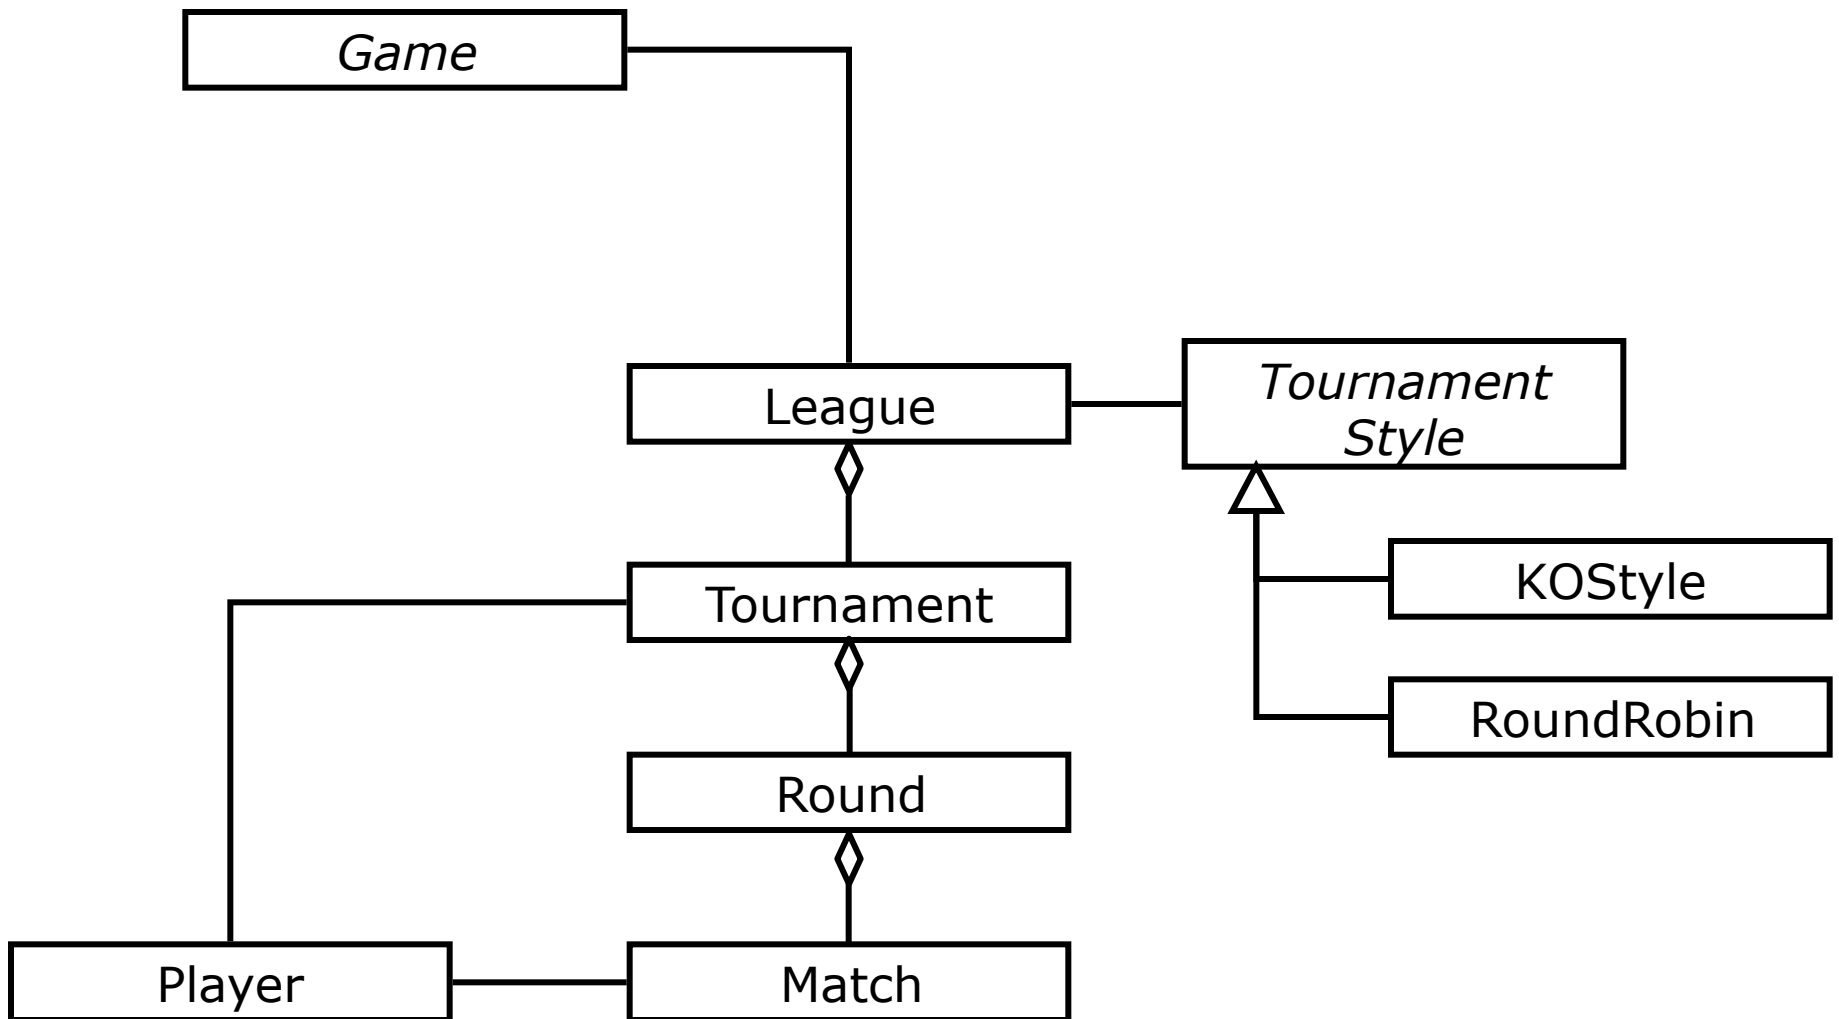 Game
League
Tournament
Style
Tournament
KOStyle
RoundRobin
Round
Player
Match